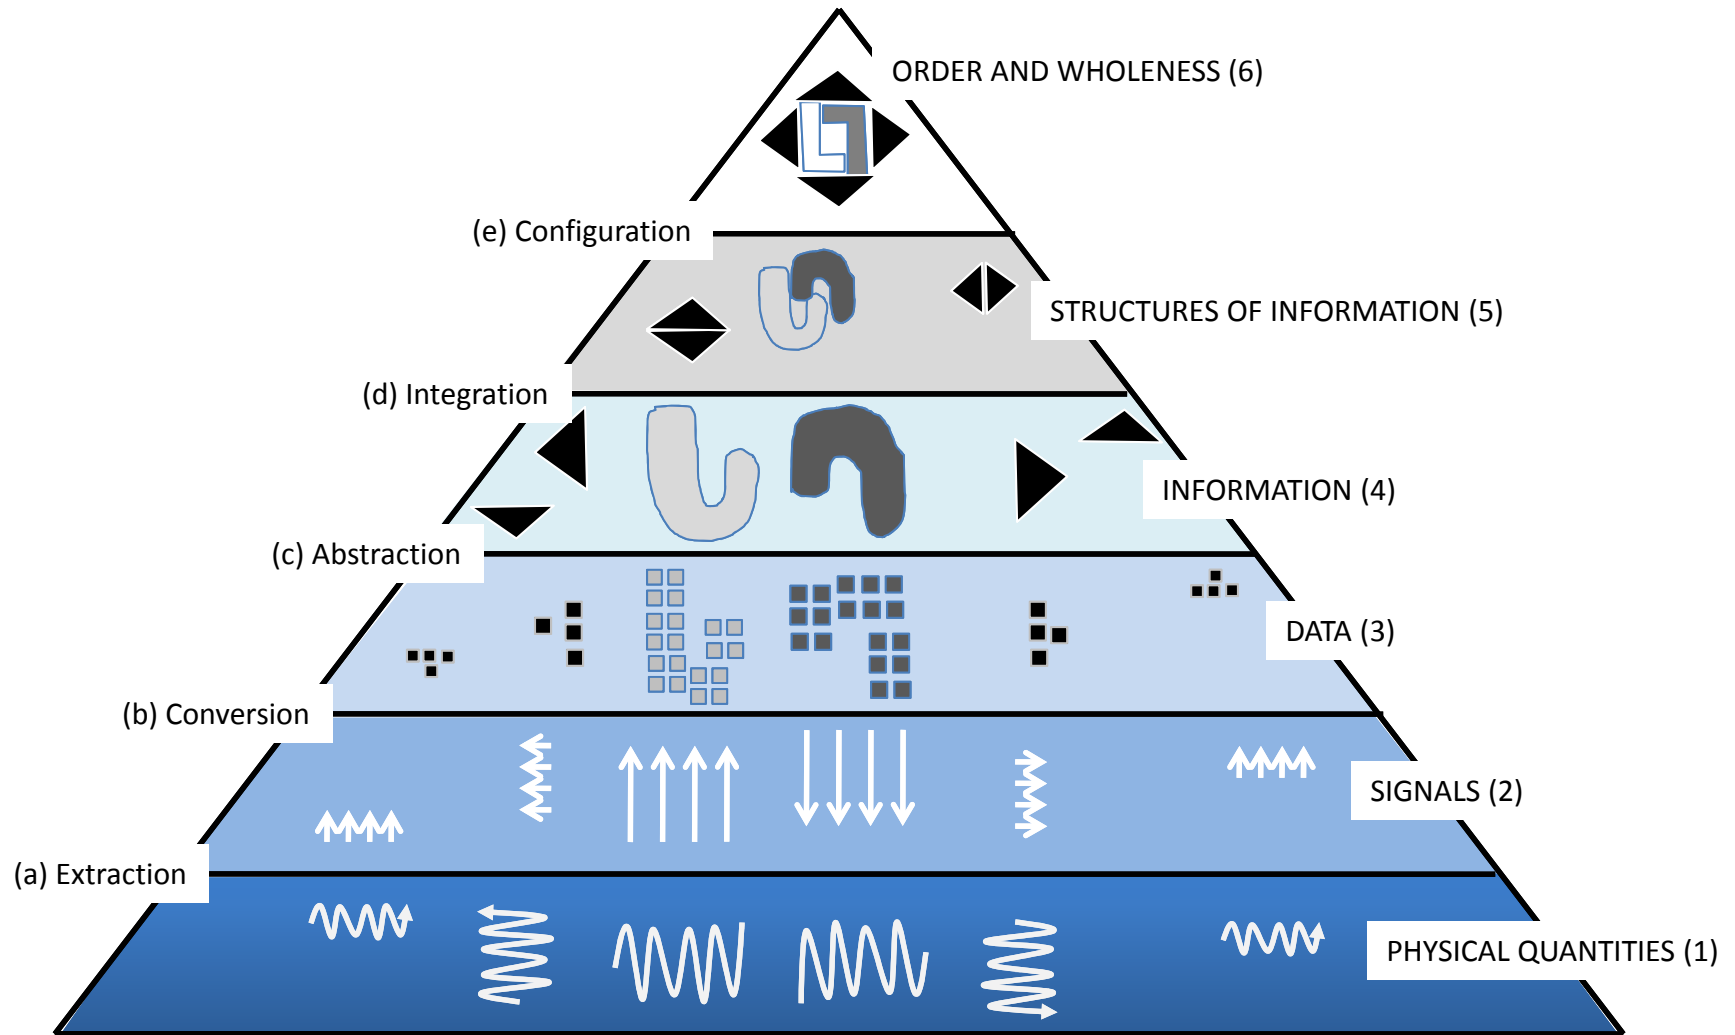 ORDER AND WHOLENESS (6)
(e) Configuration
STRUCTURES OF INFORMATION (5)
(d) Integration
INFORMATION (4)
(c) Abstraction
DATA (3)
(b) Conversion
SIGNALS (2)
(a) Extraction
PHYSICAL QUANTITIES (1)